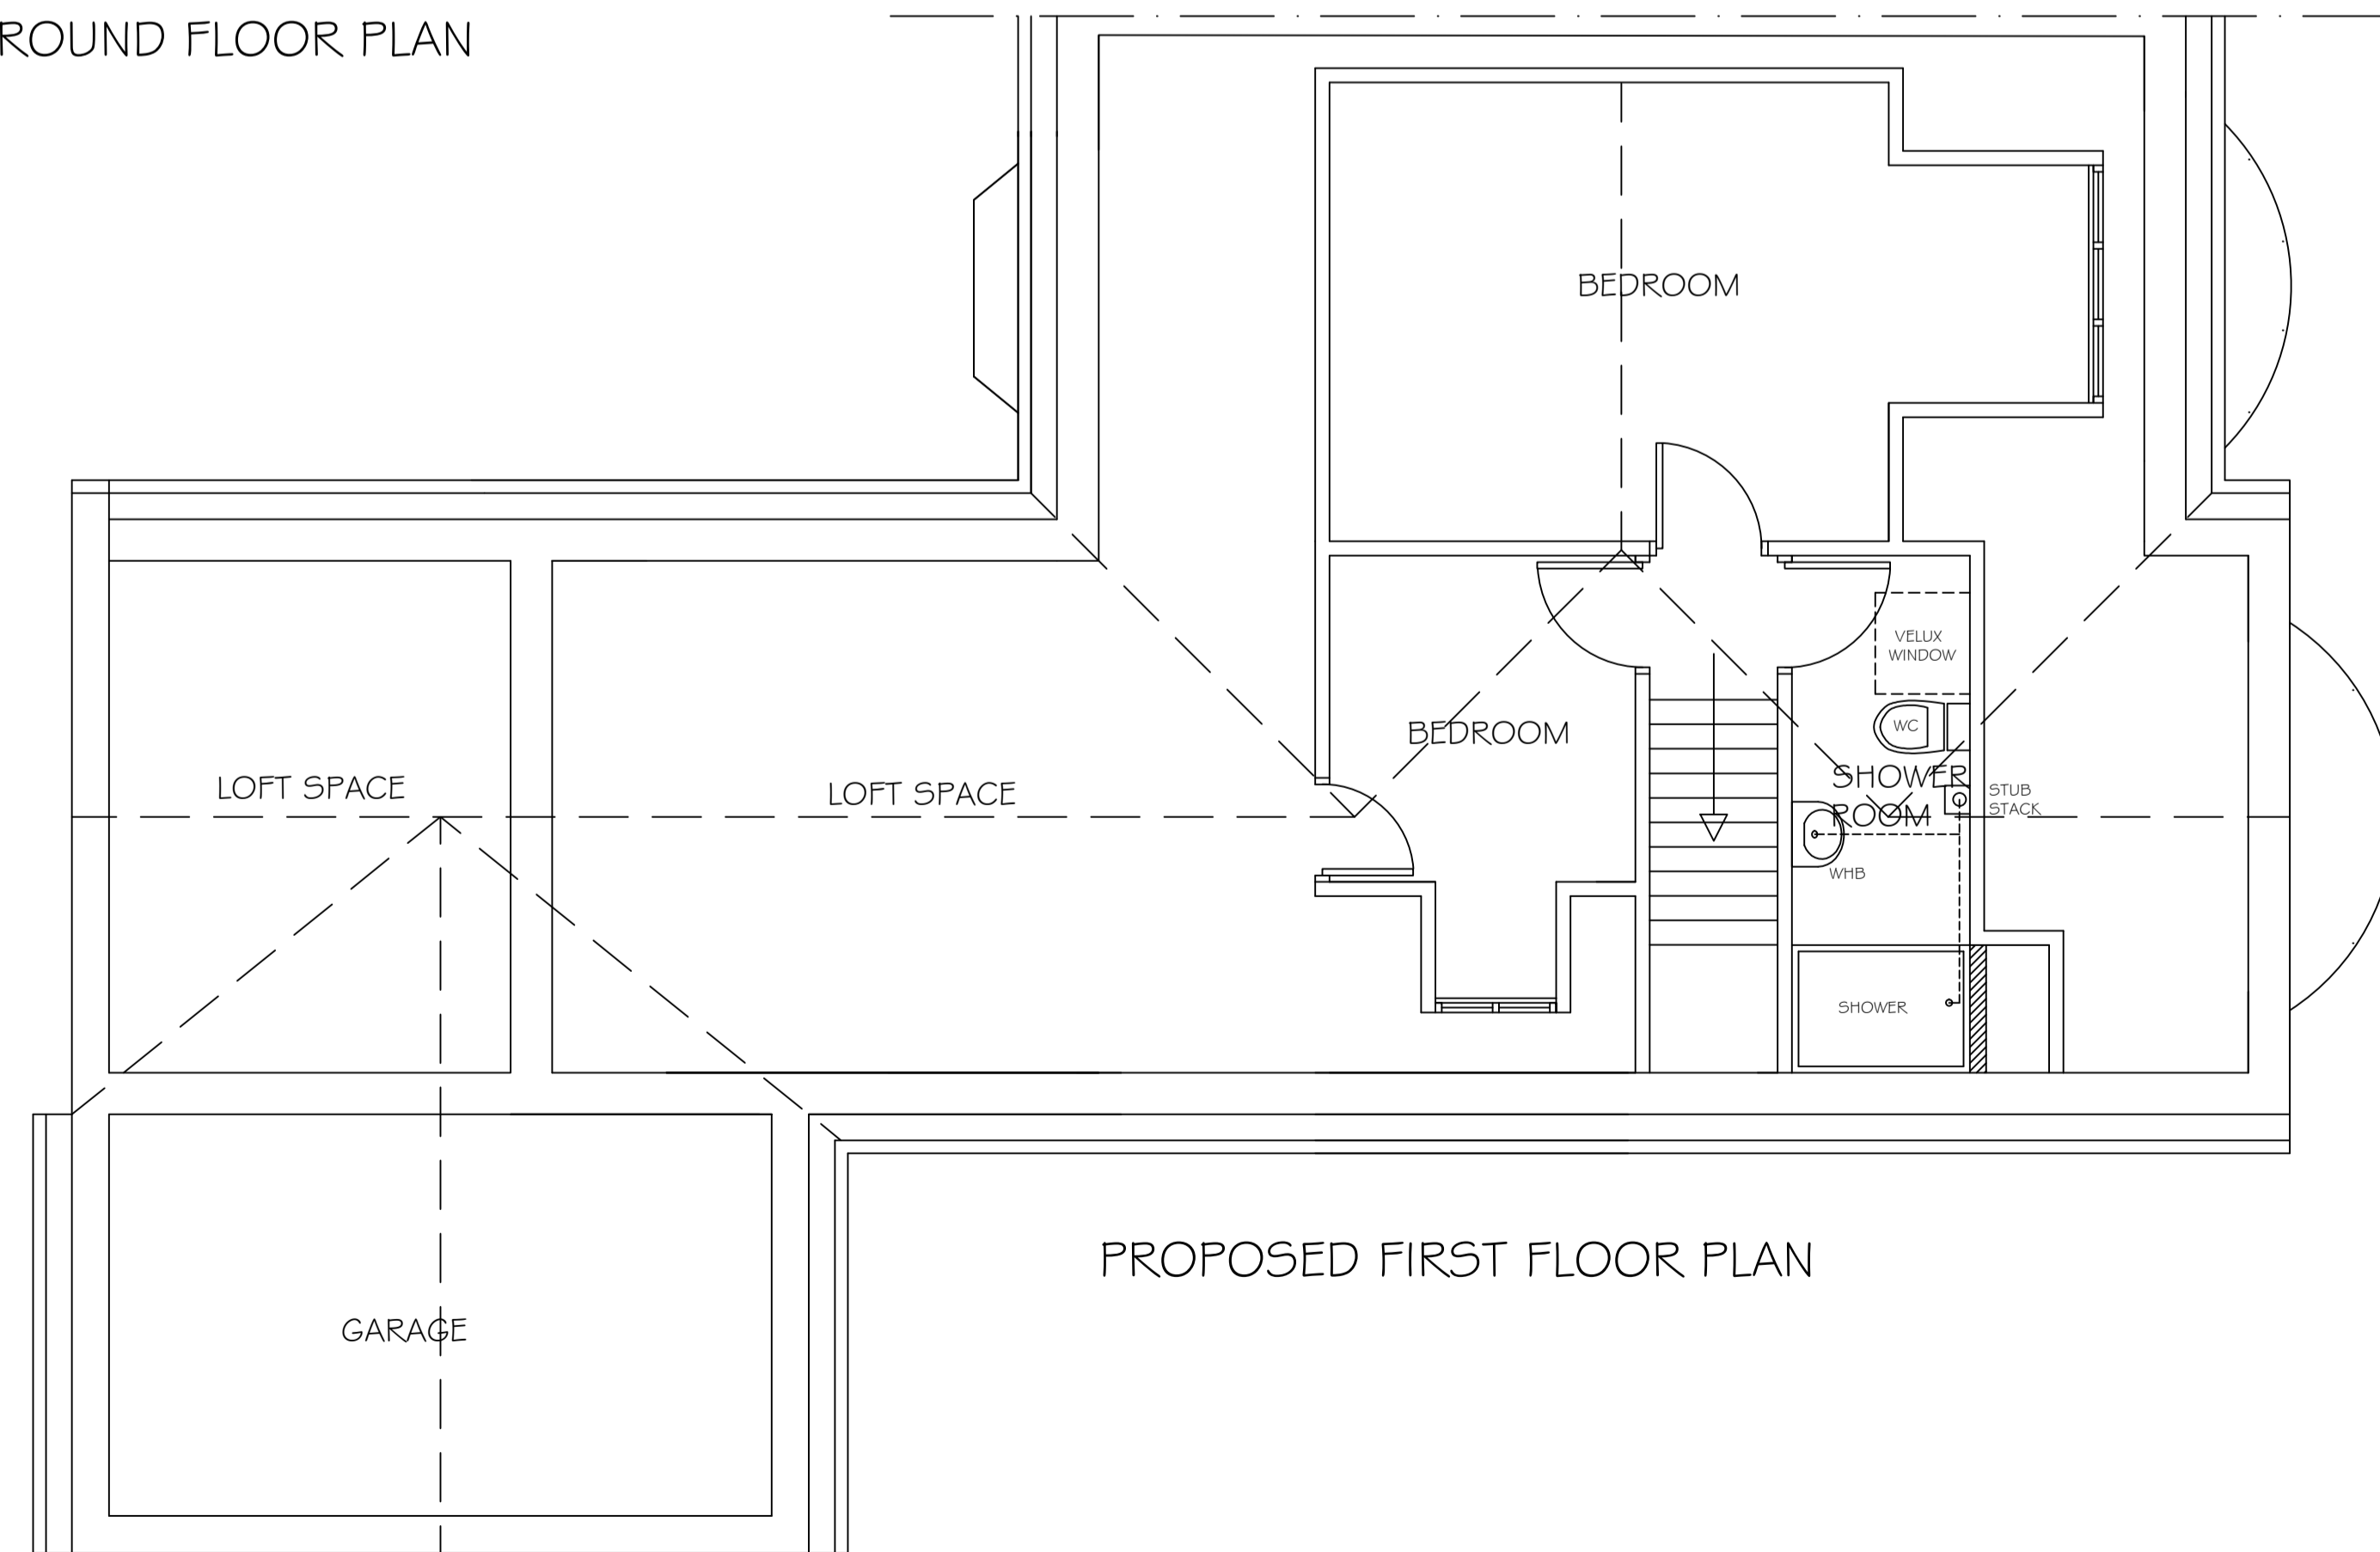 ROUND FLOOR PLAN
BEDROOM
VELUX
WINDOW
WC
BEDROOM
SHOWER
ROOM
STUB
STACK
LOFT SPACE
LOFT SPACE
WHB
SHOWER
PROPOSED FIRST FLOOR PLAN
GARAGE